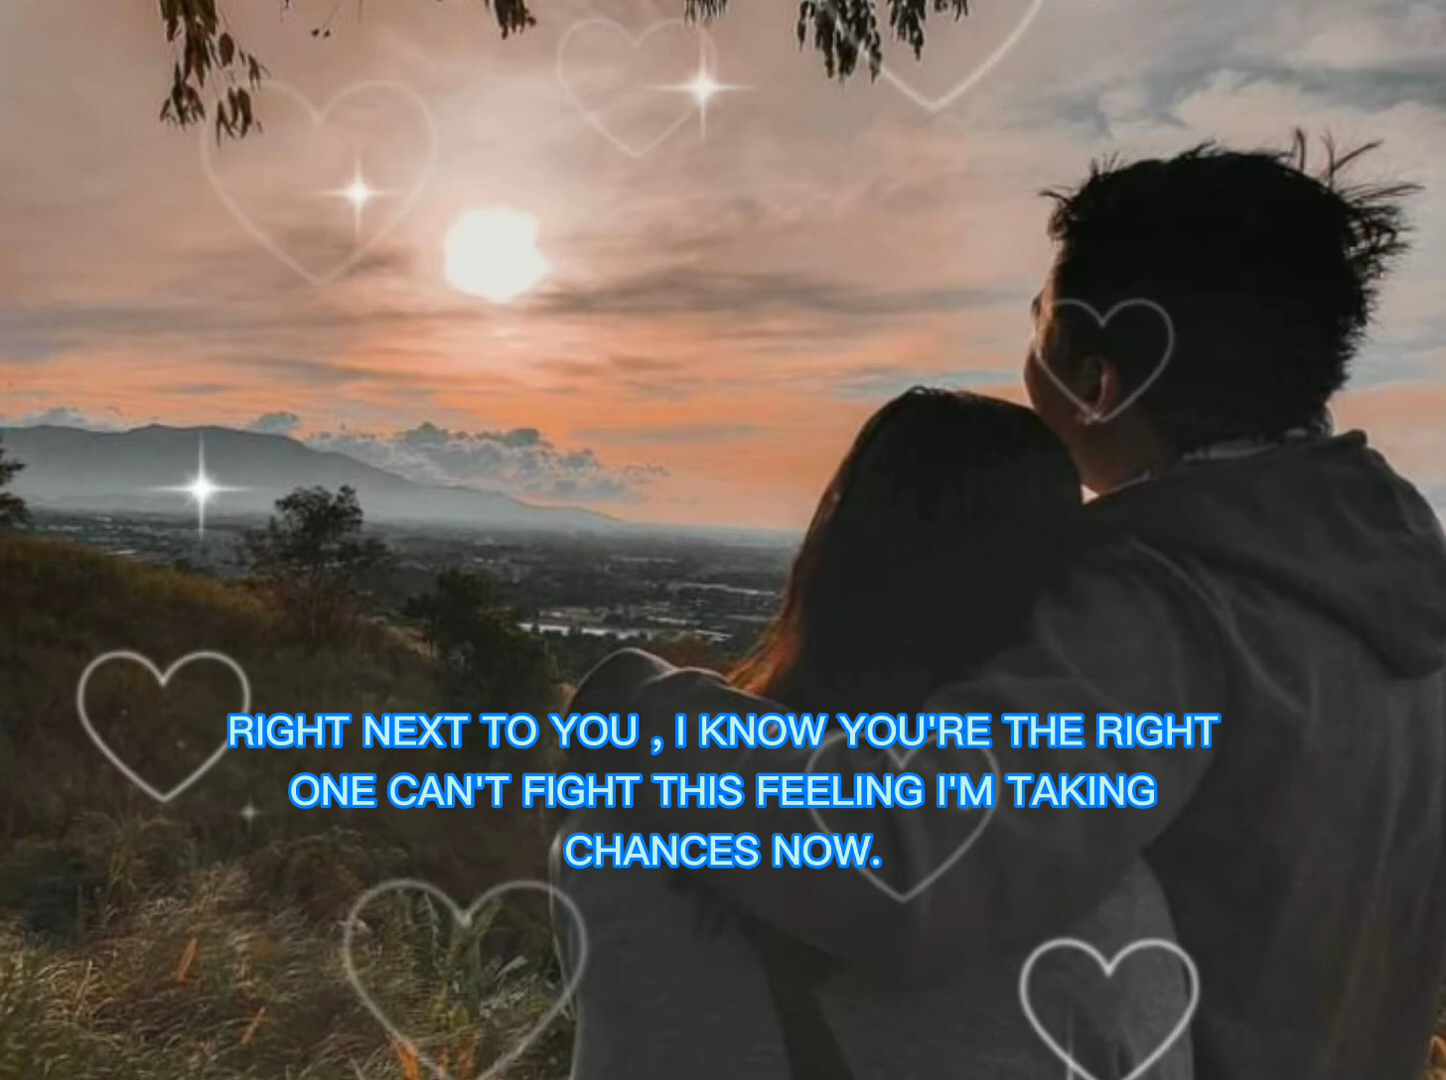 RIGHT NEXT TO YOU , I KNOW YOU'RE THE RIGHT
ONE CAN'T FIGHT THIS FEELING I'M TAKING
CHANCES NOW.